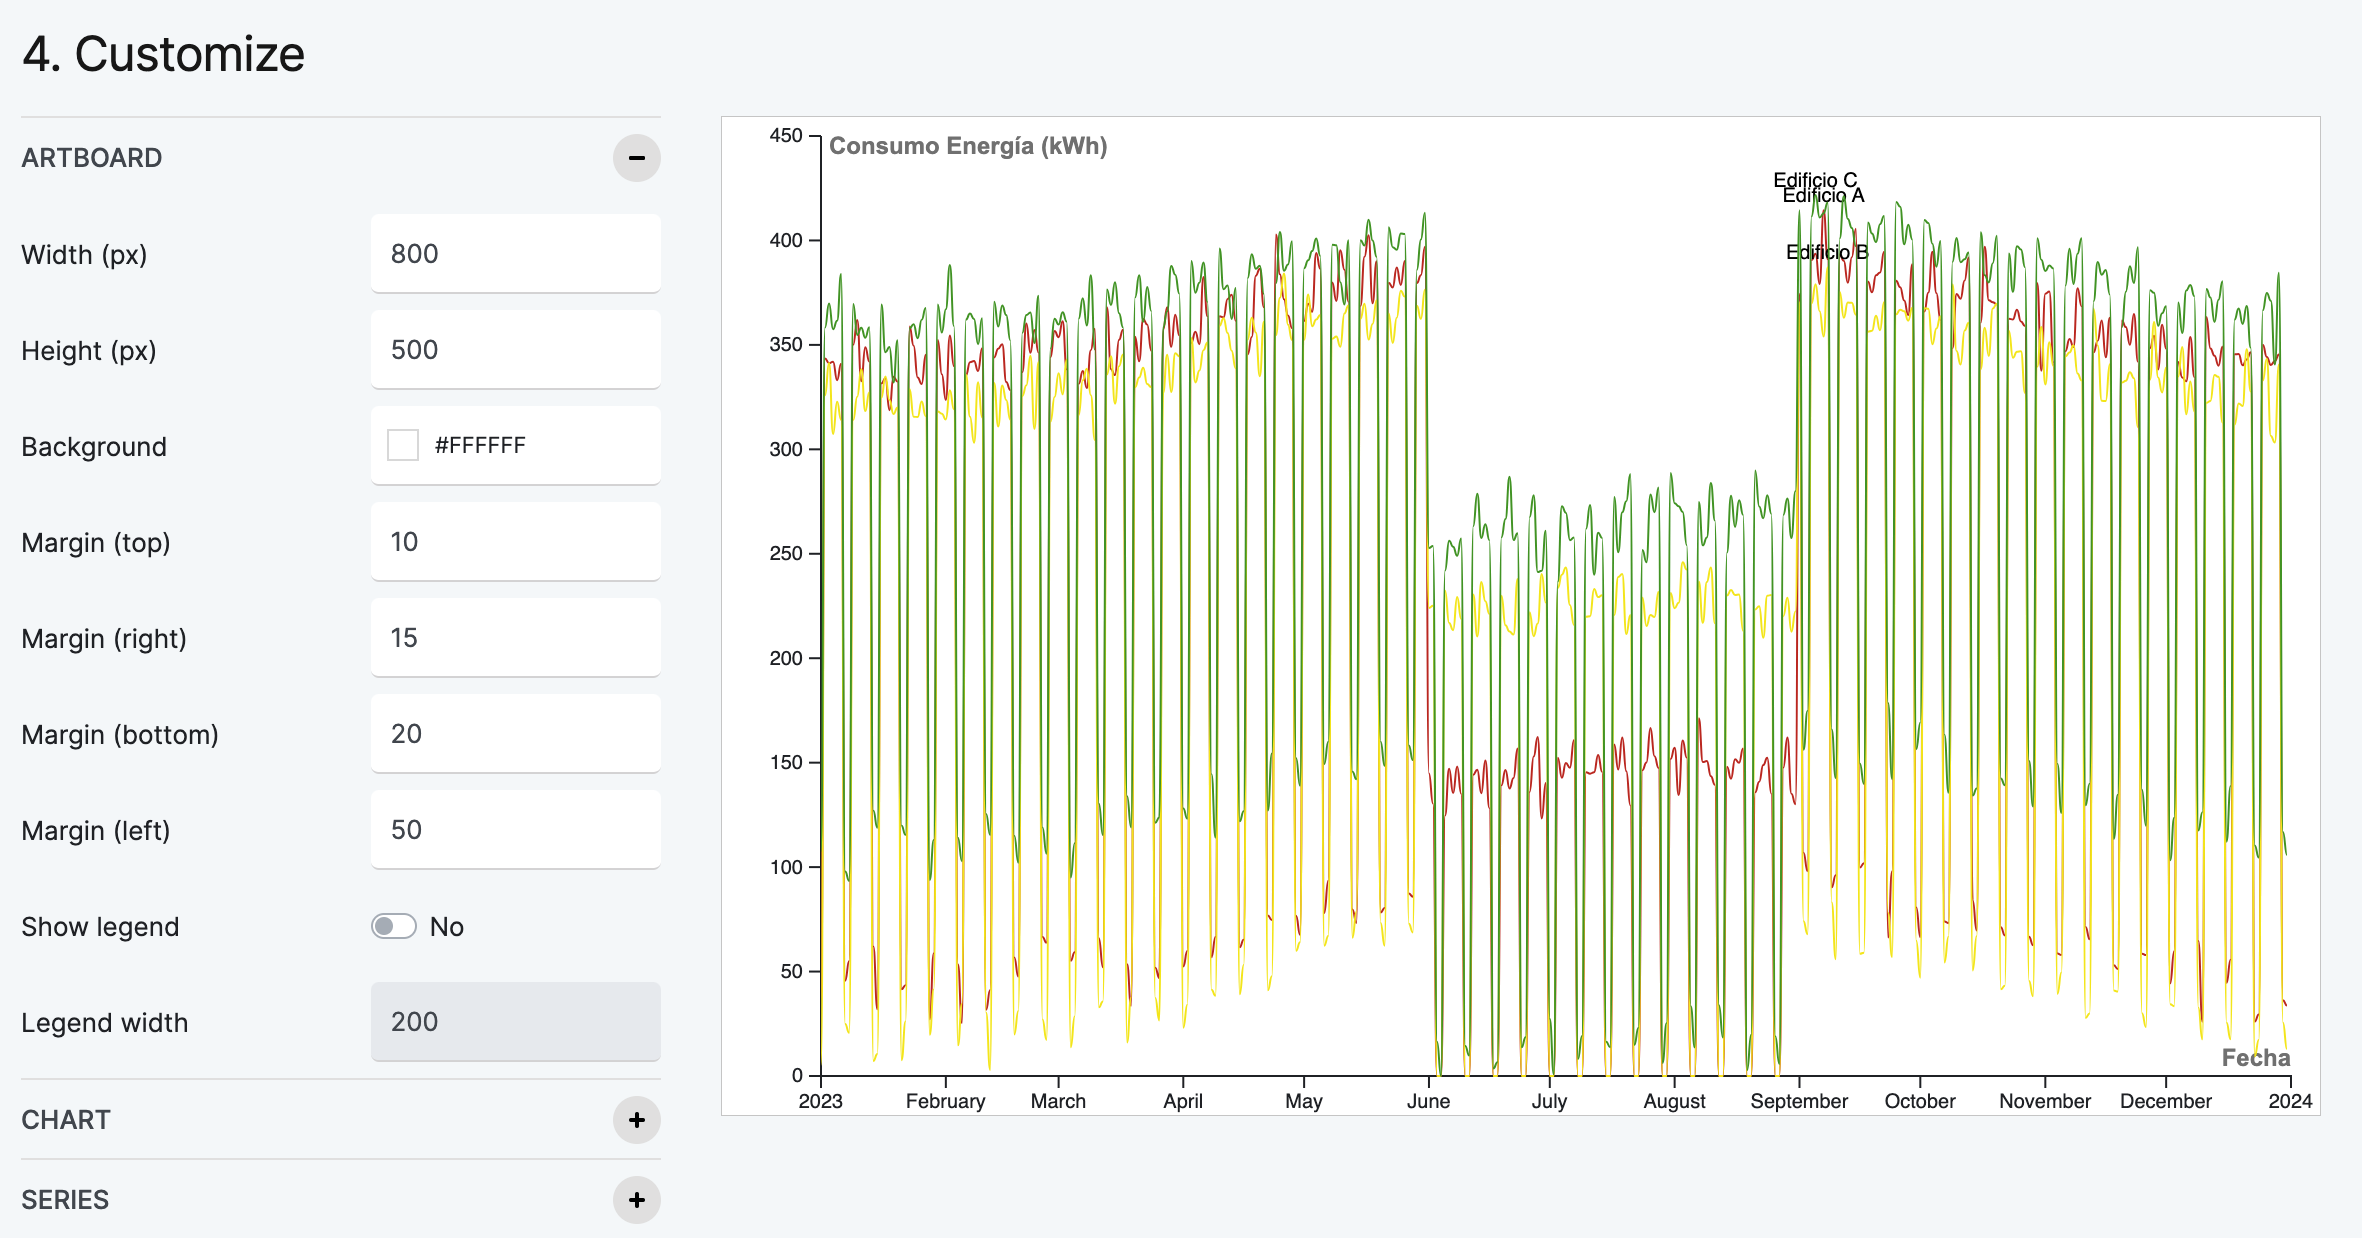 4. Customize
ARTBOARD
Width (px)
800
Height (px)
500
Background
#FFFFFF
Margin (top)
10
Margin (right)
15
Margin (bottom)
20
Margin (left)
50
Show legend
No
Legend width
200
CHART
SERIES
450
400
350
300
250
200
150
100
50
0
Consumo Energía (kWh)
Edificio C
Edificio A
Edificio B
Fecha
2023 February March April May June July August September October November December 2024